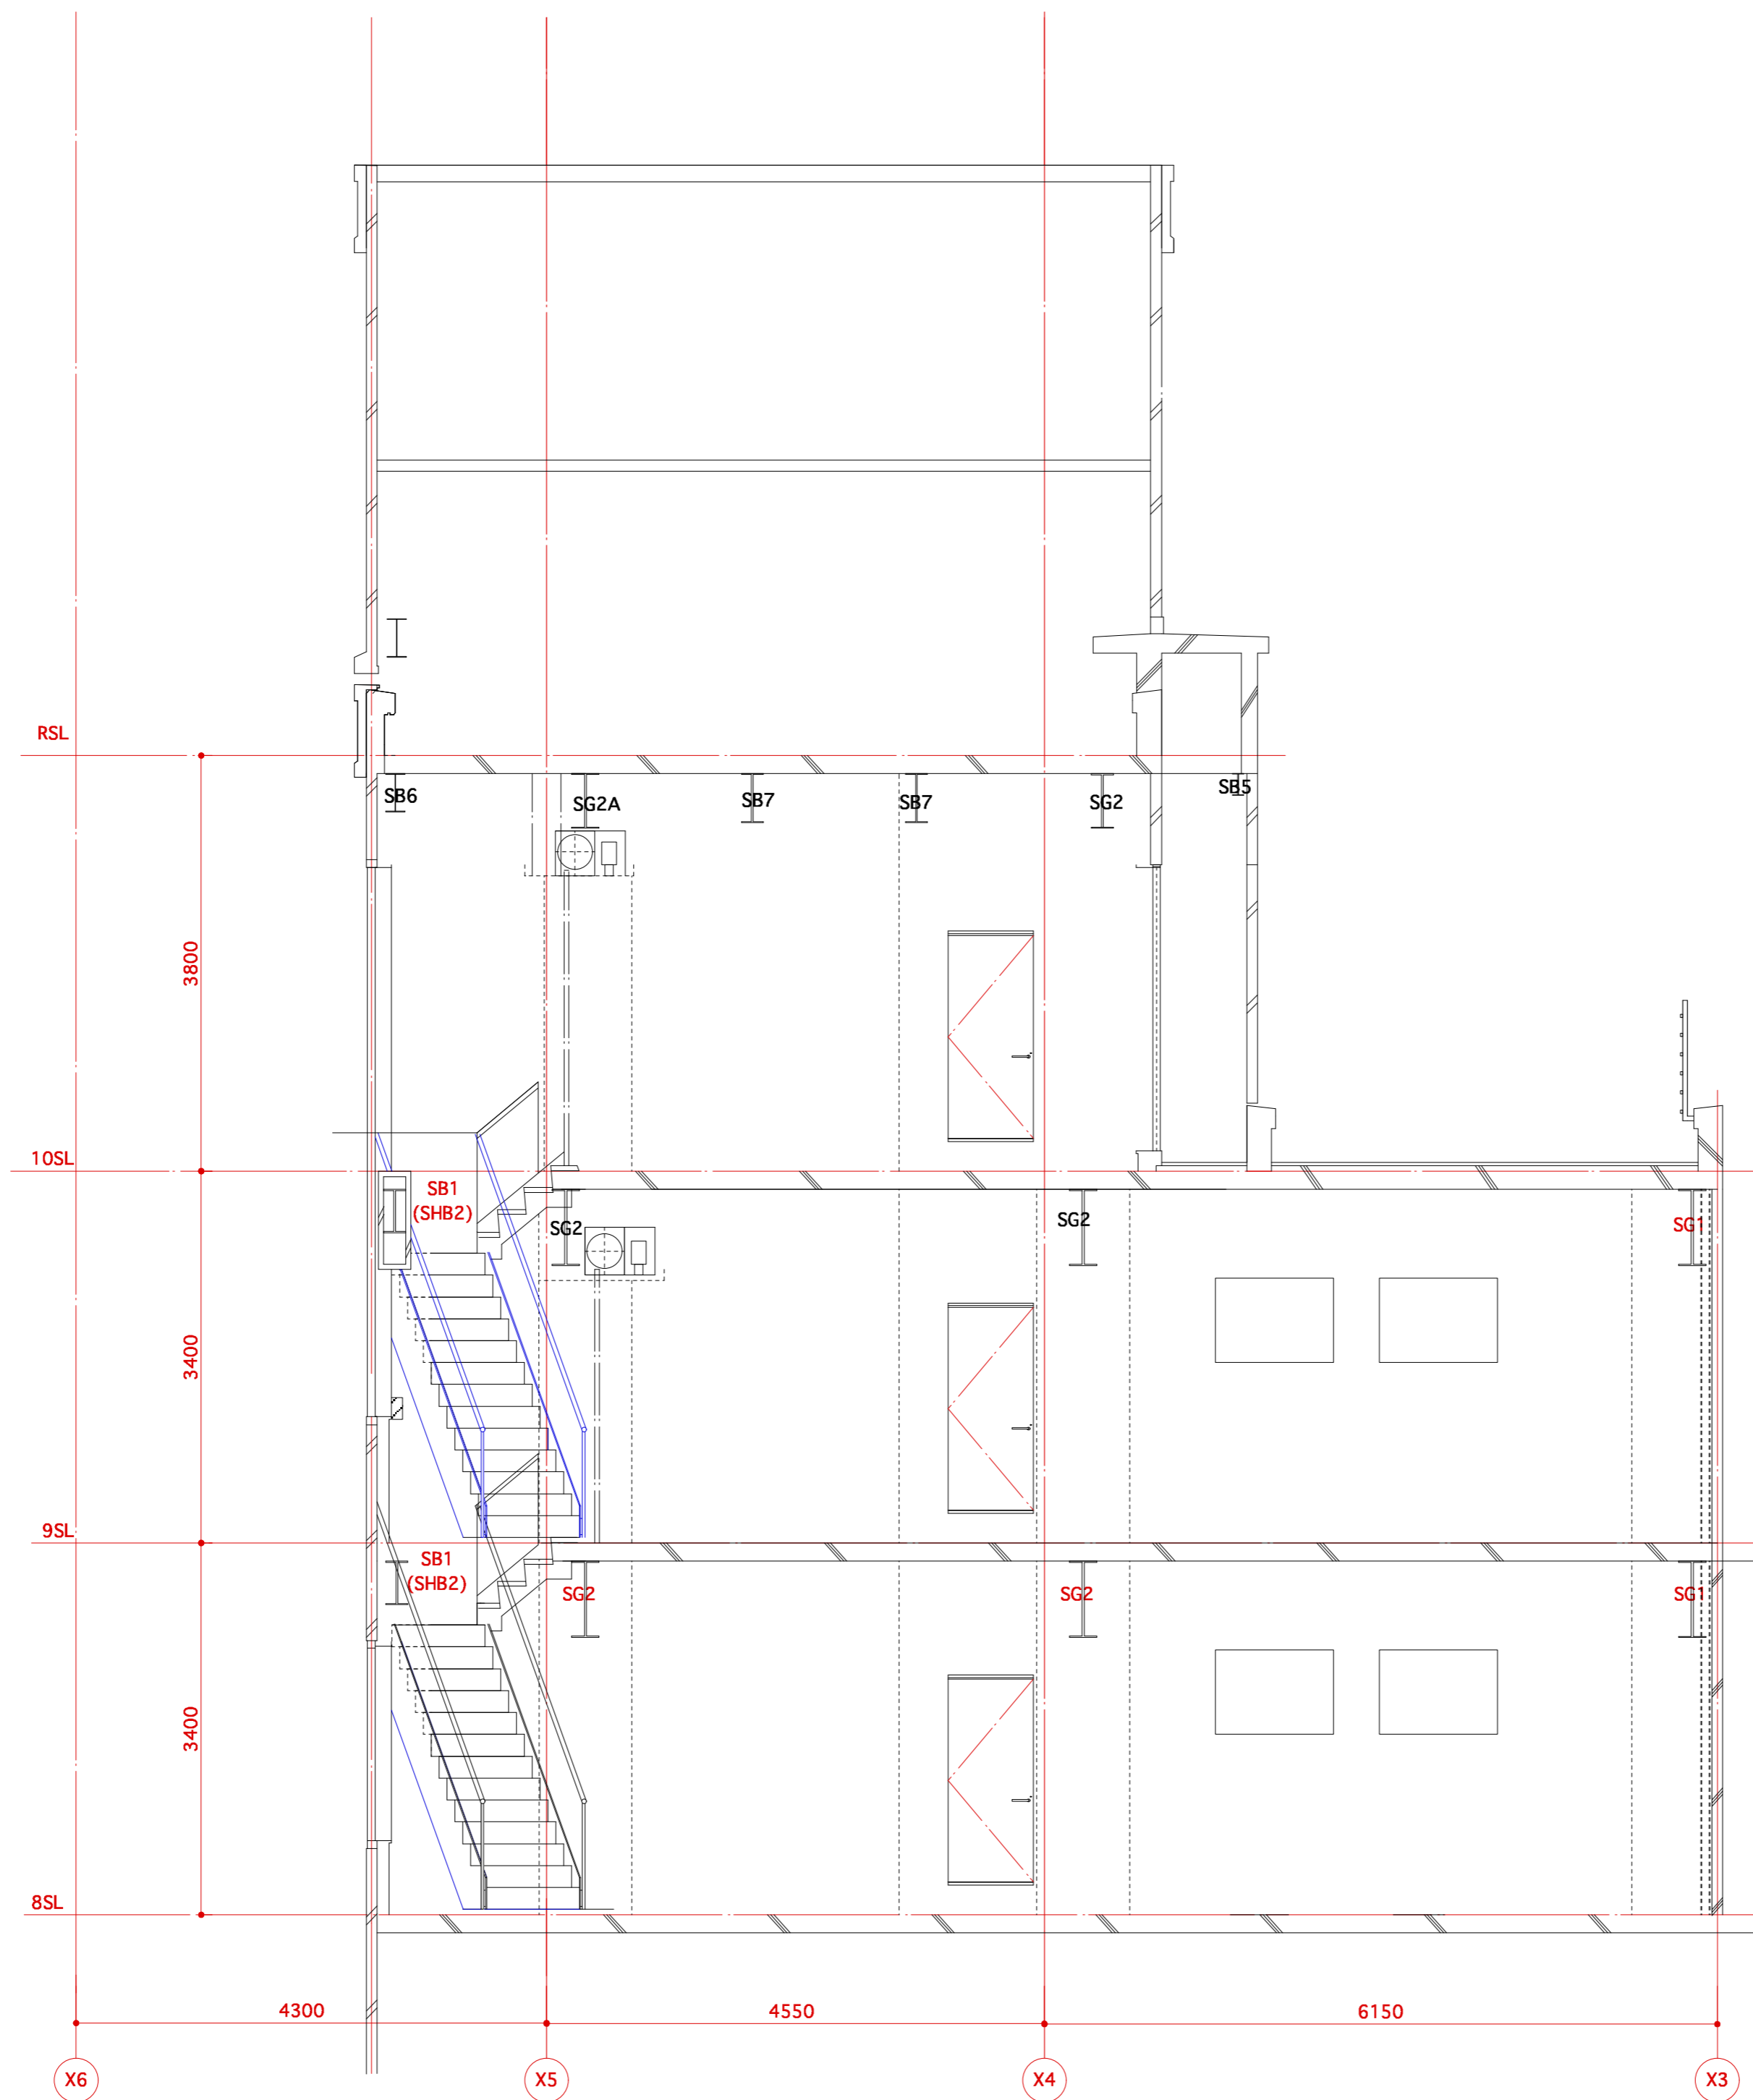 RSL
SB6
SG2A
SB7
SB7
SG2
SB5
3800
10SL
SB1
(SHB2)
SG2
SG2
SG1
3400
9SL
SB1
(SHB2)
SG2
SG2
SG1
3400
8SL
4300
4550
6150
X6
X5
X4
X3